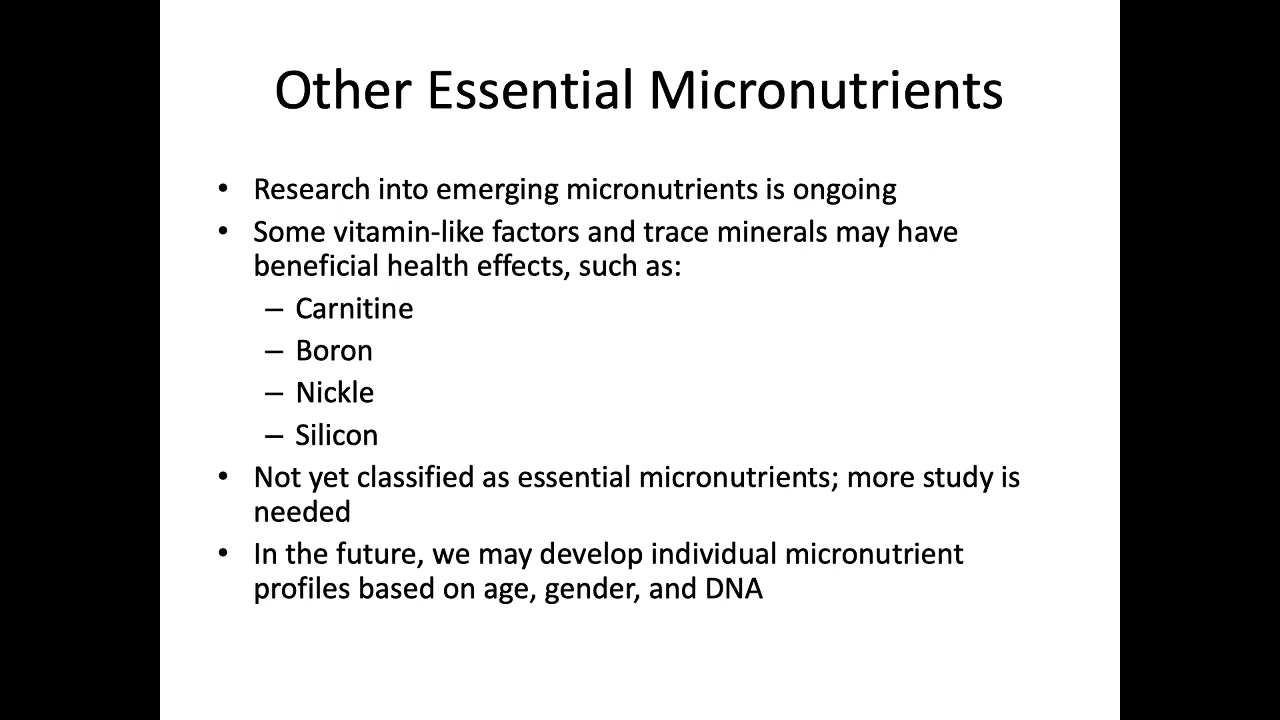 Other Essential Micronutrients
• Research into emerging micronutrients is ongoing
• Some vitamin-like factors and trace minerals may have
beneficial health effects, such as:
– Carnitine
– Boron
– Nickle
– Silicon
• Not yet classified as essential micronutrients; more study is
needed
• In the future, we may develop individual micronutrient
profiles based on age, gender, and DNA